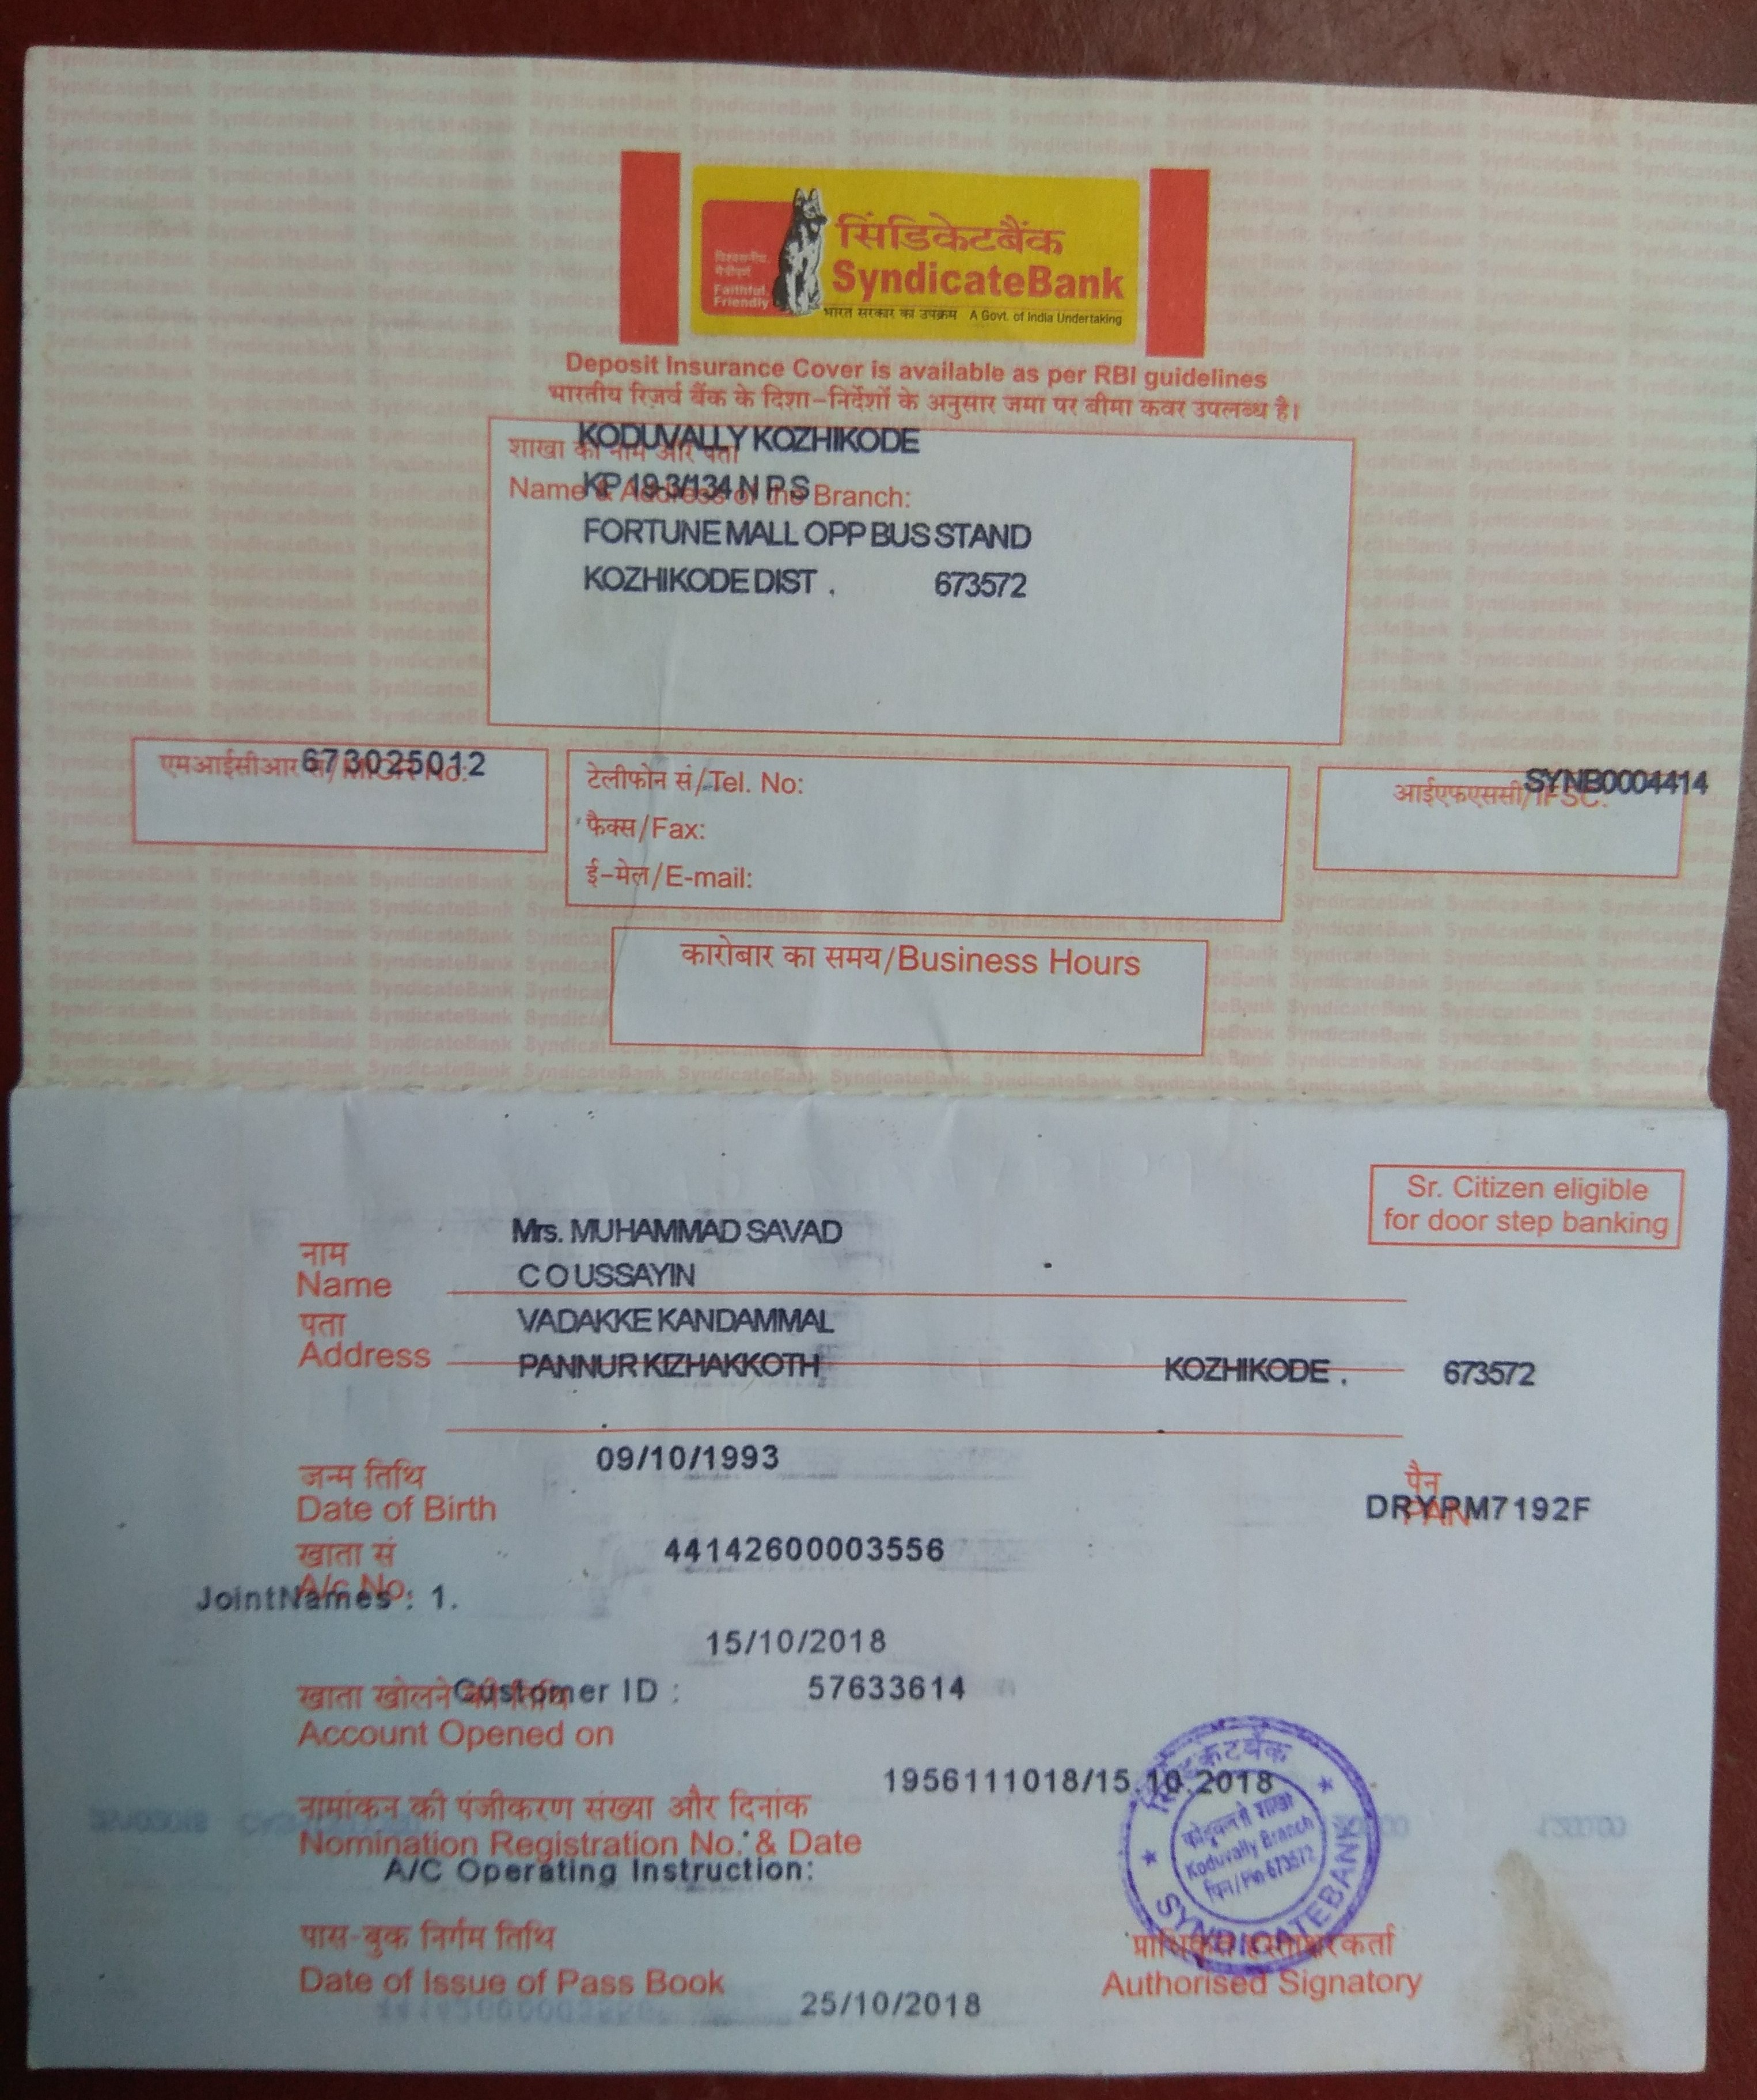 विश्वसनीय,
मैत्रीपूर्ण
Faithful,
Friendly
सिंडिकेटबैंक
SyndicateBank
भारत सरकार का उपक्रम A Govt. of India Undertaking
Deposit Insurance Cover is available as per RBI guidelines
भारतीय रिज़र्व बैंक के दिशा-निर्देशों के अनुसार जमा पर बीमा कवर उपलब्ध है।
KODUVALLY KOZHIKODE
शाखा का नाम और पता
KP 19-3/134 N P S
Name & Address of the Branch:
FORTUNE MALL OPP BUS STAND
KOZHIKODE DIST . 673572
एमआईसीआर सं/MICR No: 673025012
टेलीफोन सं/Tel. No:
फैक्स/Fax:
ई-मेल/E-mail:
SYNB0004414
आईएफएससी/IFSC:
कारोबार का समय/Business Hours
Sr. Citizen eligible
for door step banking
Mrs. MUHAMMAD SAVAD
नाम
Name C O USSAYIN
पता VADAKKE KANDAMMAL
Address PANNUR KIZHAKKOTH KOZHIKODE . 673572
09/10/1993
जन्म तिथि पैन
Date of Birth PAN DRYPM7192F
खाता सं 44142600003556
A/c No.
JointNames : 1.
15/10/2018
खाता खोलने की तिथि Customer ID : 57633614
Account Opened on
1956111018/15.10.2018
नामांकन की पंजीकरण संख्या और दिनांक
Nomination Registration No. & Date
A/C Operating Instruction:
सिंडिकेटबैंक
कोडुवल्ली शाखा
Koduvally Branch
पिन/Pin-673572
SYNDICATEBANK
पास-बुक निर्गम तिथि प्राधिकृत हस्ताक्षरकर्ता
Date of Issue of Pass Book Authorised Signatory
25/10/2018